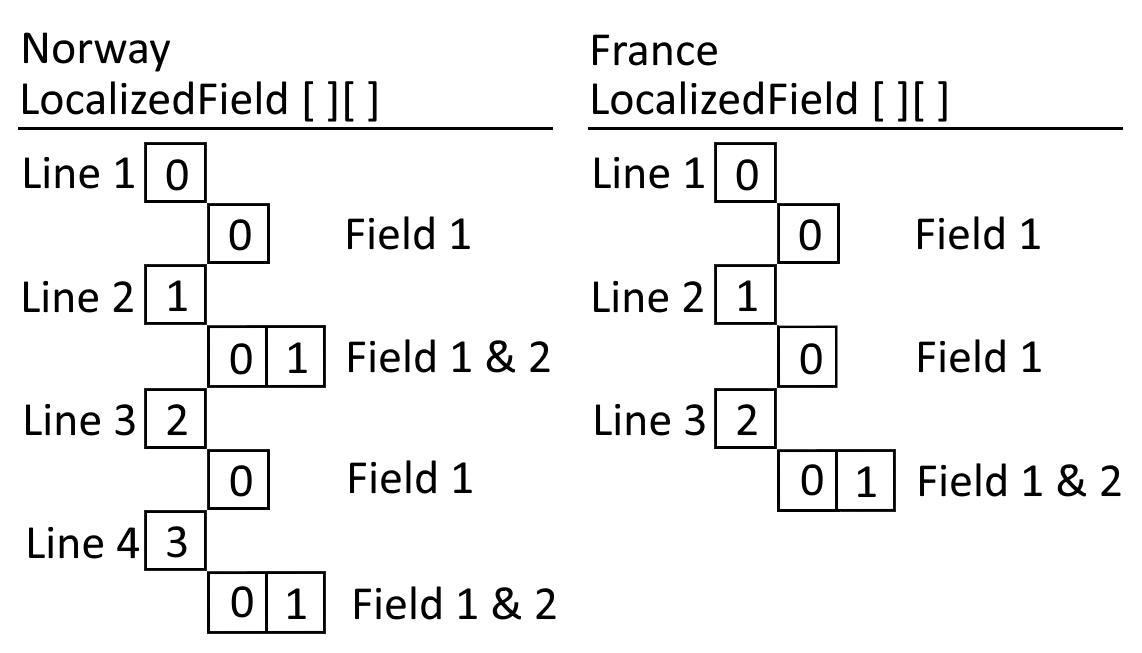 Norway
LocalizedField [ ][ ]
Line 1 0
0 Field 1
Line 2 1
0 1 Field 1 & 2
Line 3 2
0 Field 1
Line 4 3
0 1 Field 1 & 2
France
LocalizedField [ ][ ]
Line 1 0
0 Field 1
Line 2 1
0 Field 1
Line 3 2
0 1 Field 1 & 2